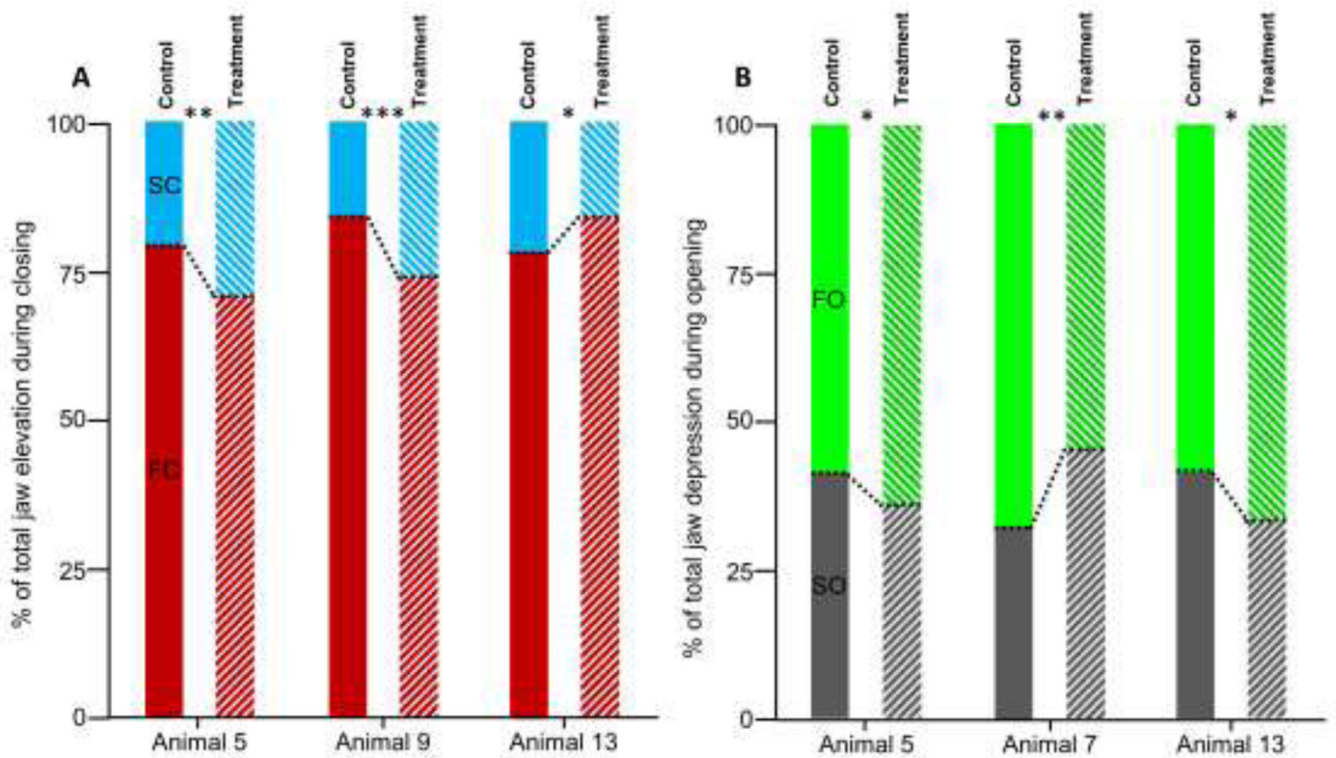 A
Control
Treatment
Control
Treatment
Control
Treatment
**
***
*
% of total jaw elevation during closing
100
75
50
25
0
SC
FC
Animal 5
Animal 9
Animal 13
B
Control
Treatment
Control
Treatment
Control
Treatment
*
**
*
% of total jaw depression during opening
100
75
50
25
0
FO
SO
Animal 5
Animal 7
Animal 13